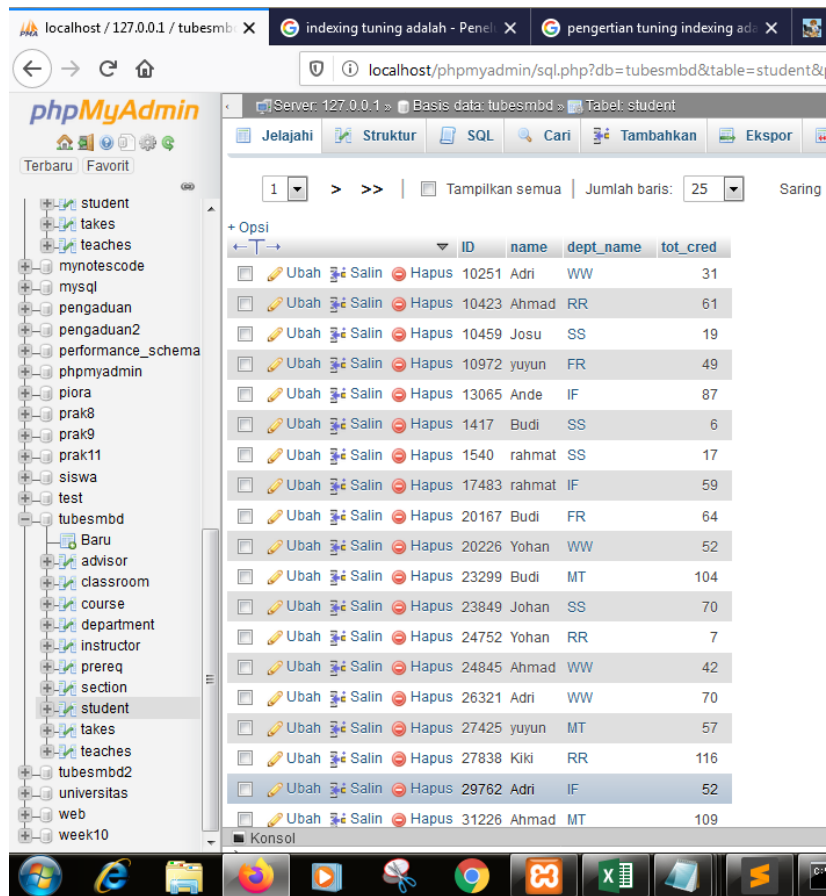 localhost / 127.0.0.1 / tubesmb
indexing tuning adalah - Penel
pengertian tuning indexing ada
localhost/phpmyadmin/sql.php?db=tubesmbd&table=student&
phpMyAdmin
Terbaru Favorit
student
takes
teaches
mynotescode
mysql
pengaduan
pengaduan2
performance_schema
phpmyadmin
piora
prak8
prak9
prak11
siswa
test
tubesmbd
Baru
advisor
classroom
course
department
instructor
prereq
section
student
takes
teaches
tubesmbd2
universitas
web
week10
Server: 127.0.0.1 » Basis data: tubesmbd » Tabel: student
Jelajahi Struktur SQL Cari Tambahkan Ekspor
1 > >> | Tampilkan semua | Jumlah baris: 25 Saring
+ Opsi
←T→ ID name dept_name tot_cred
Ubah Salin Hapus 10251 Adri WW 31
Ubah Salin Hapus 10423 Ahmad RR 61
Ubah Salin Hapus 10459 Josu SS 19
Ubah Salin Hapus 10972 yuyun FR 49
Ubah Salin Hapus 13065 Ande IF 87
Ubah Salin Hapus 1417 Budi SS 6
Ubah Salin Hapus 1540 rahmat SS 17
Ubah Salin Hapus 17483 rahmat IF 59
Ubah Salin Hapus 20167 Budi FR 64
Ubah Salin Hapus 20226 Yohan WW 52
Ubah Salin Hapus 23299 Budi MT 104
Ubah Salin Hapus 23849 Johan SS 70
Ubah Salin Hapus 24752 Yohan RR 7
Ubah Salin Hapus 24845 Ahmad WW 42
Ubah Salin Hapus 26321 Adri WW 70
Ubah Salin Hapus 27425 yuyun MT 57
Ubah Salin Hapus 27838 Kiki RR 116
Ubah Salin Hapus 29762 Adri IF 52
Ubah Salin Hapus 31226 Ahmad MT 109
Konsol